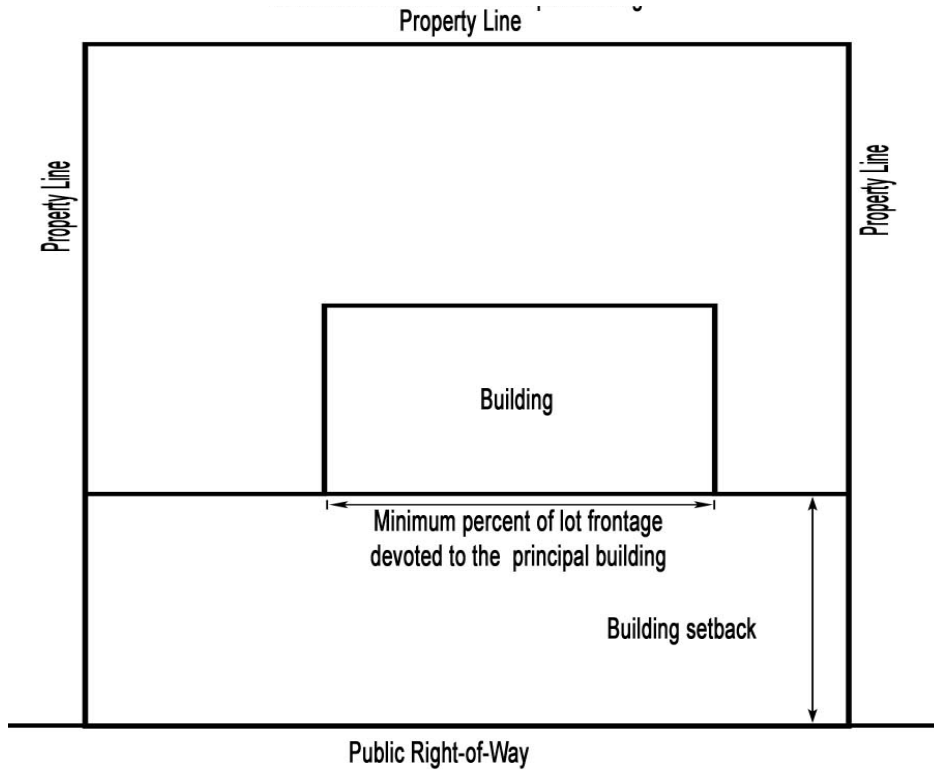 Property Line
Property Line
Property Line
Building
Minimum percent of lot frontage
devoted to the principal building
Building setback
Public Right-of-Way